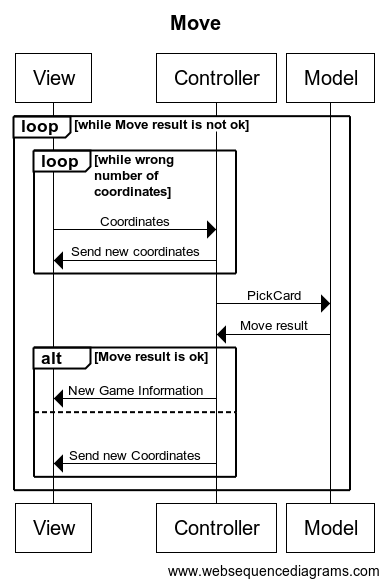 Move
View Controller Model
loop [while Move result is not ok]
loop [while wrong
number of
coordinates]
Coordinates
Send new coordinates
PickCard
Move result
alt [Move result is ok]
New Game Information
Send new Coordinates
View Controller Model
www.websequencediagrams.com